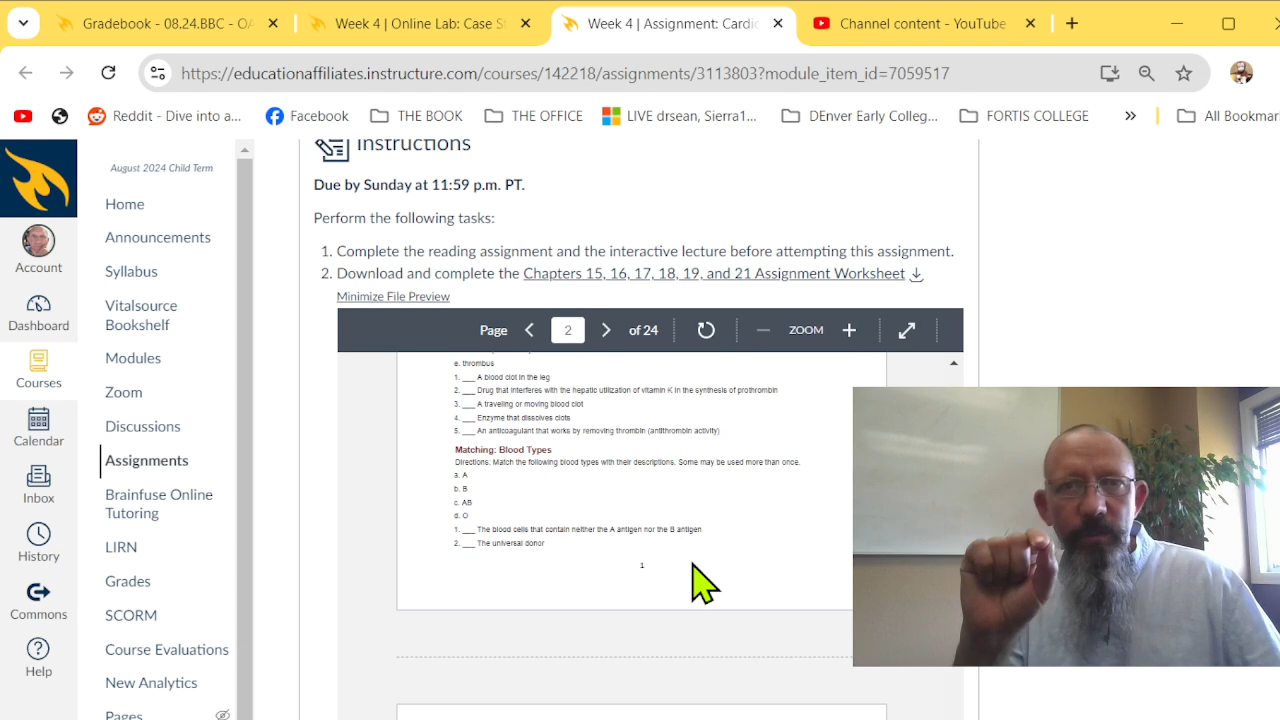 Gradebook - 08.24.BBC - OA
Week 4 | Online Lab: Case S
Week 4 | Assignment: Cardio
Channel content - YouTube
https://educationaffiliates.instructure.com/courses/142218/assignments/3113803?module_item_id=7059517
Reddit - Dive into a...
Facebook
THE BOOK
THE OFFICE
LIVE drsean, Sierra1...
DEnver Early Colleg...
FORTIS COLLEGE
»
All Bookmar
Account
Dashboard
Courses
Calendar
Inbox
History
Commons
Help
August 2024 Child Term
Home
Announcements
Syllabus
Vitalsource
Bookshelf
Modules
Zoom
Discussions
Assignments
Brainfuse Online
Tutoring
LIRN
Grades
SCORM
Course Evaluations
New Analytics
Pages
Instructions
Due by Sunday at 11:59 p.m. PT.
Perform the following tasks:
1. Complete the reading assignment and the interactive lecture before attempting this assignment.
2. Download and complete the Chapters 15, 16, 17, 18, 19, and 21 Assignment Worksheet
Minimize File Preview
Page 2 of 24 ZOOM
e. thrombus
1. ___ A blood clot in the leg
2. ___ Drug that interferes with the hepatic utilization of vitamin K in the synthesis of prothrombin
3. ___ A traveling or moving blood clot
4. ___ Enzyme that dissolves clots
5. ___ An anticoagulant that works by removing thrombin (antithrombin activity)
Matching: Blood Types
Directions: Match the following blood types with their descriptions. Some may be used more than once.
a. A
b. B
c. AB
d. O
1. ___ The blood cells that contain neither the A antigen nor the B antigen
2. ___ The universal donor
1